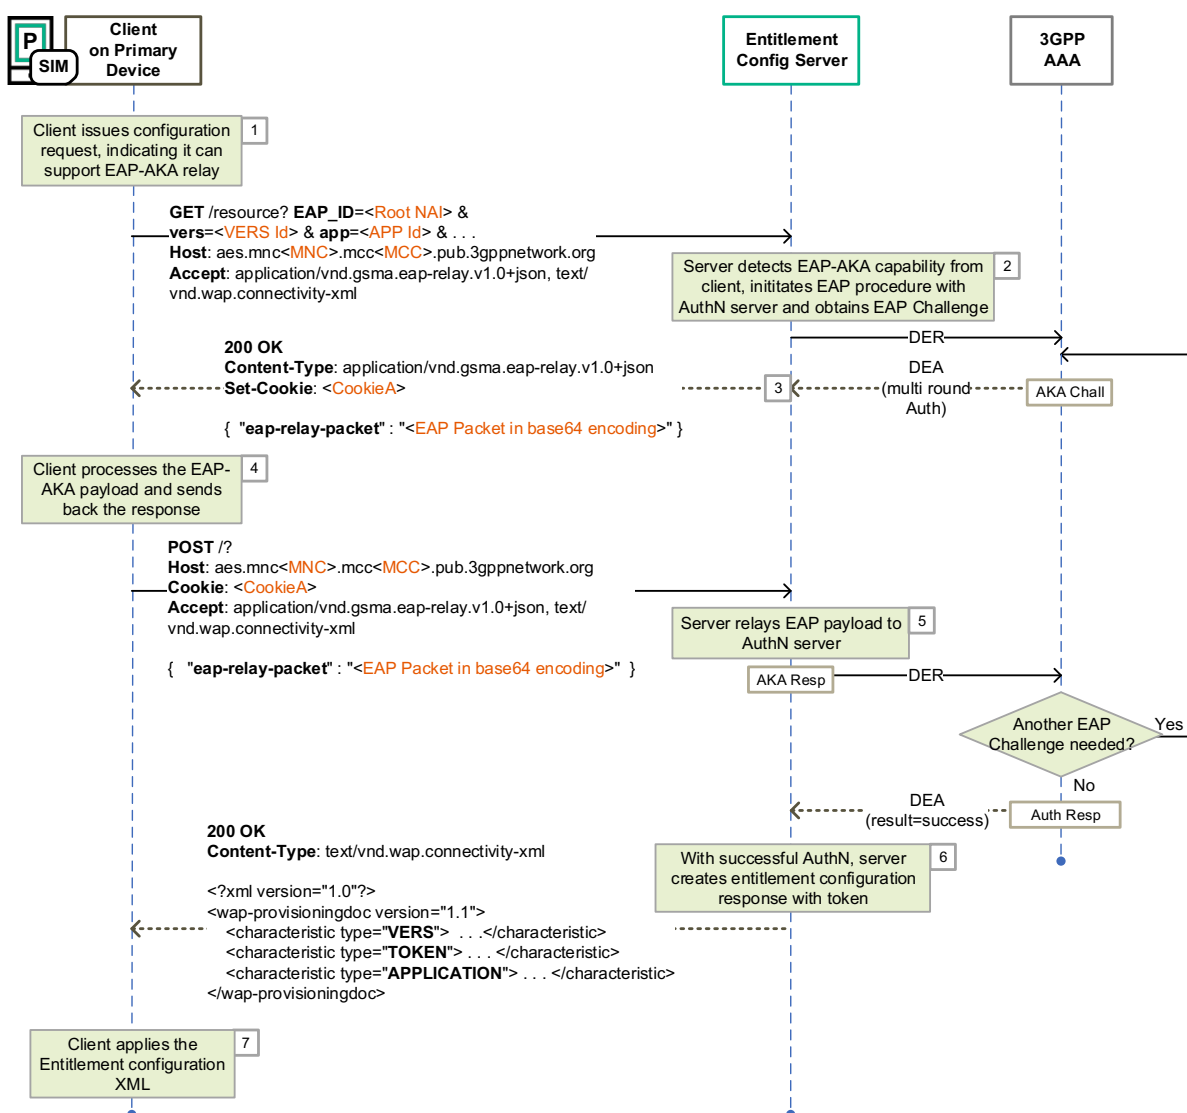 P
SIM
Client
on Primary
Device
Entitlement
Config Server
3GPP
AAA
Client issues configuration
request, indicating it can
support EAP-AKA relay
1
GET /resource? EAP_ID=<Root NAI> &
vers=<VERS Id> & app=<APP Id> & . . .
Host: aes.mnc<MNC>.mcc<MCC>.pub.3gppnetwork.org
Accept: application/vnd.gsma.eap-relay.v1.0+json, text/
vnd.wap.connectivity-xml
Server detects EAP-AKA capability from
client, inititates EAP procedure with
AuthN server and obtains EAP Challenge
2
DER
200 OK
Content-Type: application/vnd.gsma.eap-relay.v1.0+json
Set-Cookie: <CookieA>
{ "eap-relay-packet" : "<EAP Packet in base64 encoding>" }
3
DEA
(multi round
Auth)
AKA Chall
Client processes the EAP-
AKA payload and sends
back the response
4
POST /?
Host: aes.mnc<MNC>.mcc<MCC>.pub.3gppnetwork.org
Cookie: <CookieA>
Accept: application/vnd.gsma.eap-relay.v1.0+json, text/
vnd.wap.connectivity-xml
{ "eap-relay-packet" : "<EAP Packet in base64 encoding>" }
Server relays EAP payload to
AuthN server
5
AKA Resp
DER
Another EAP
Challenge needed?
Yes
No
DEA
(result=success)
Auth Resp
200 OK
Content-Type: text/vnd.wap.connectivity-xml
<?xml version="1.0"?>
<wap-provisioningdoc version="1.1">
<characteristic type="VERS"> . . .</characteristic>
<characteristic type="TOKEN"> . . . </characteristic>
<characteristic type="APPLICATION"> . . . </characteristic>
</wap-provisioningdoc>
With successful AuthN, server
creates entitlement configuration
response with token
6
Client applies the
Entitlement configuration
XML
7